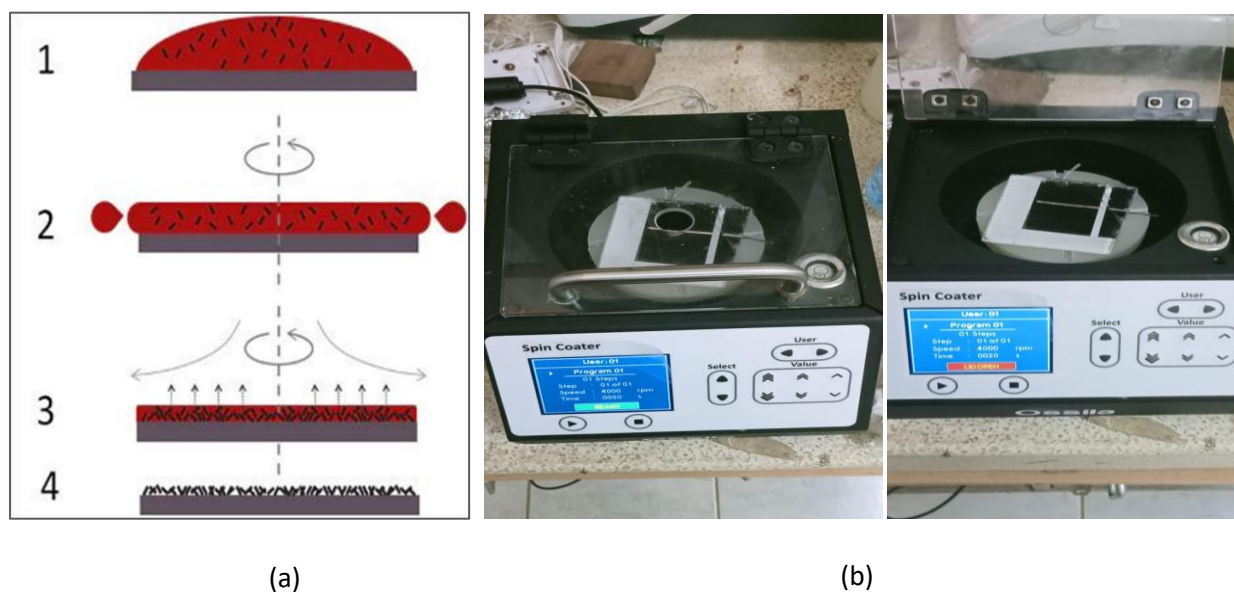 1
2
3
4
Spin Coater
User: 01
Program 01
01 Steps
Step : 01 of 01
Speed : 4000 rpm
Time : 0050 s
READY
Select
User
Value
Spin Coater
User: 01
Program 01
01 Steps
Step : 01 of 01
Speed : 4000 rpm
Time : 0050 s
LID OPEN
Select
User
Value
Ossila
(a)
(b)